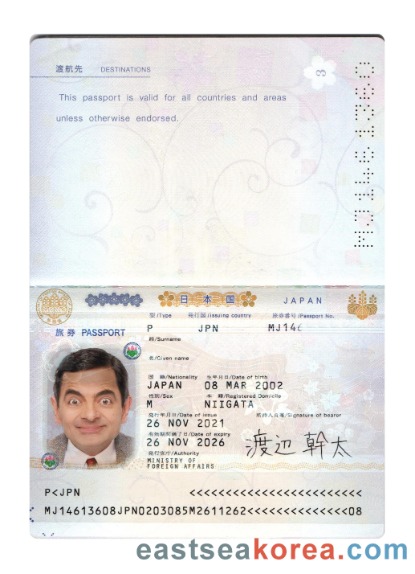 渡航先 DESTINATIONS
3
This passport is valid for all countries and areas
unless otherwise endorsed.
日本国 JAPAN
型/Type 発行国/Issuing country 旅券番号/Passport No.
旅券 PASSPORT P JPN MJ146
姓/Surname
名/Given name
国籍/Nationality 生年月日/Date of birth
JAPAN 08 MAR 2002
性別/Sex 本籍/Registered Domicile
M NIIGATA
発行年月日/Date of issue 所持人自署/Signature of bearer
26 NOV 2021
有効期間満了日/Date of expiry
26 NOV 2026 渡辺 幹太
発行官庁/Authority
MINISTRY OF
FOREIGN AFFAIRS
P<JPN <<<<<<<<<<<<<<<<<<<<<<<<<
MJ14613608JPN0203085M2611262<<<<<<<<<<<<<<08
eastseakorea.com